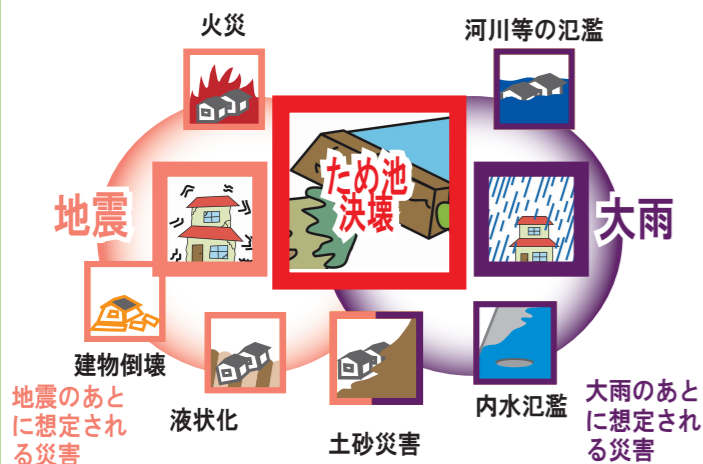 火災
河川等の氾濫
ため池
決壊
地震
大雨
建物倒壊
液状化
土砂災害
内水氾濫
地震のあと
に想定され
る災害
大雨のあと
に想定され
る災害